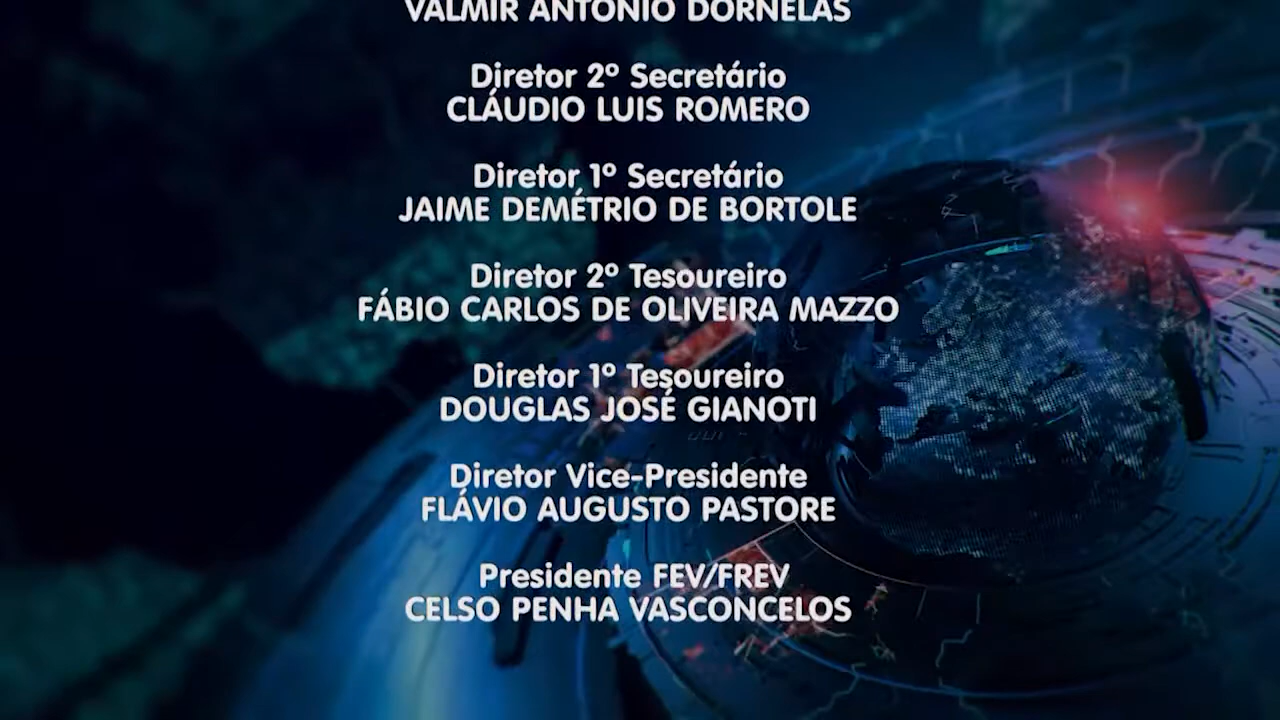 VALMIR ANTÔNIO DORNELAS
Diretor 2º Secretário
CLÁUDIO LUIS ROMERO
Diretor 1º Secretário
JAIME DEMÉTRIO DE BORTOLE
Diretor 2º Tesoureiro
FÁBIO CARLOS DE OLIVEIRA MAZZO
Diretor 1º Tesoureiro
DOUGLAS JOSÉ GIANOTI
Diretor Vice-Presidente
FLÁVIO AUGUSTO PASTORE
Presidente FEV/FREV
CELSO PENHA VASCONCELOS